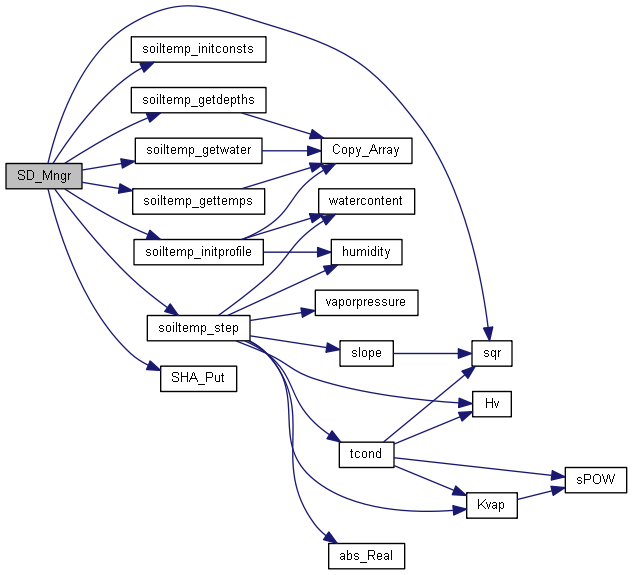 SD_Mngr
soiltemp_initconsts
soiltemp_getdepths
soiltemp_getwater
soiltemp_gettemps
soiltemp_initprofile
soiltemp_step
SHA_Put
Copy_Array
watercontent
humidity
vaporpressure
slope
tcond
abs_Real
sqr
Hv
Kvap
sPOW